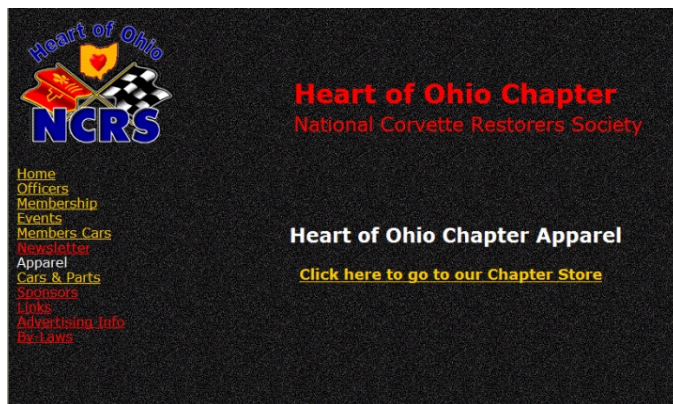 Heart of Ohio
NCRS
Heart of Ohio Chapter
National Corvette Restorers Society
Home
Officers
Membership
Events
Members Cars
Newsletter
Apparel
Cars & Parts
Sponsors
Links
Advertising Info
By-Laws
Heart of Ohio Chapter Apparel
Click here to go to our Chapter Store